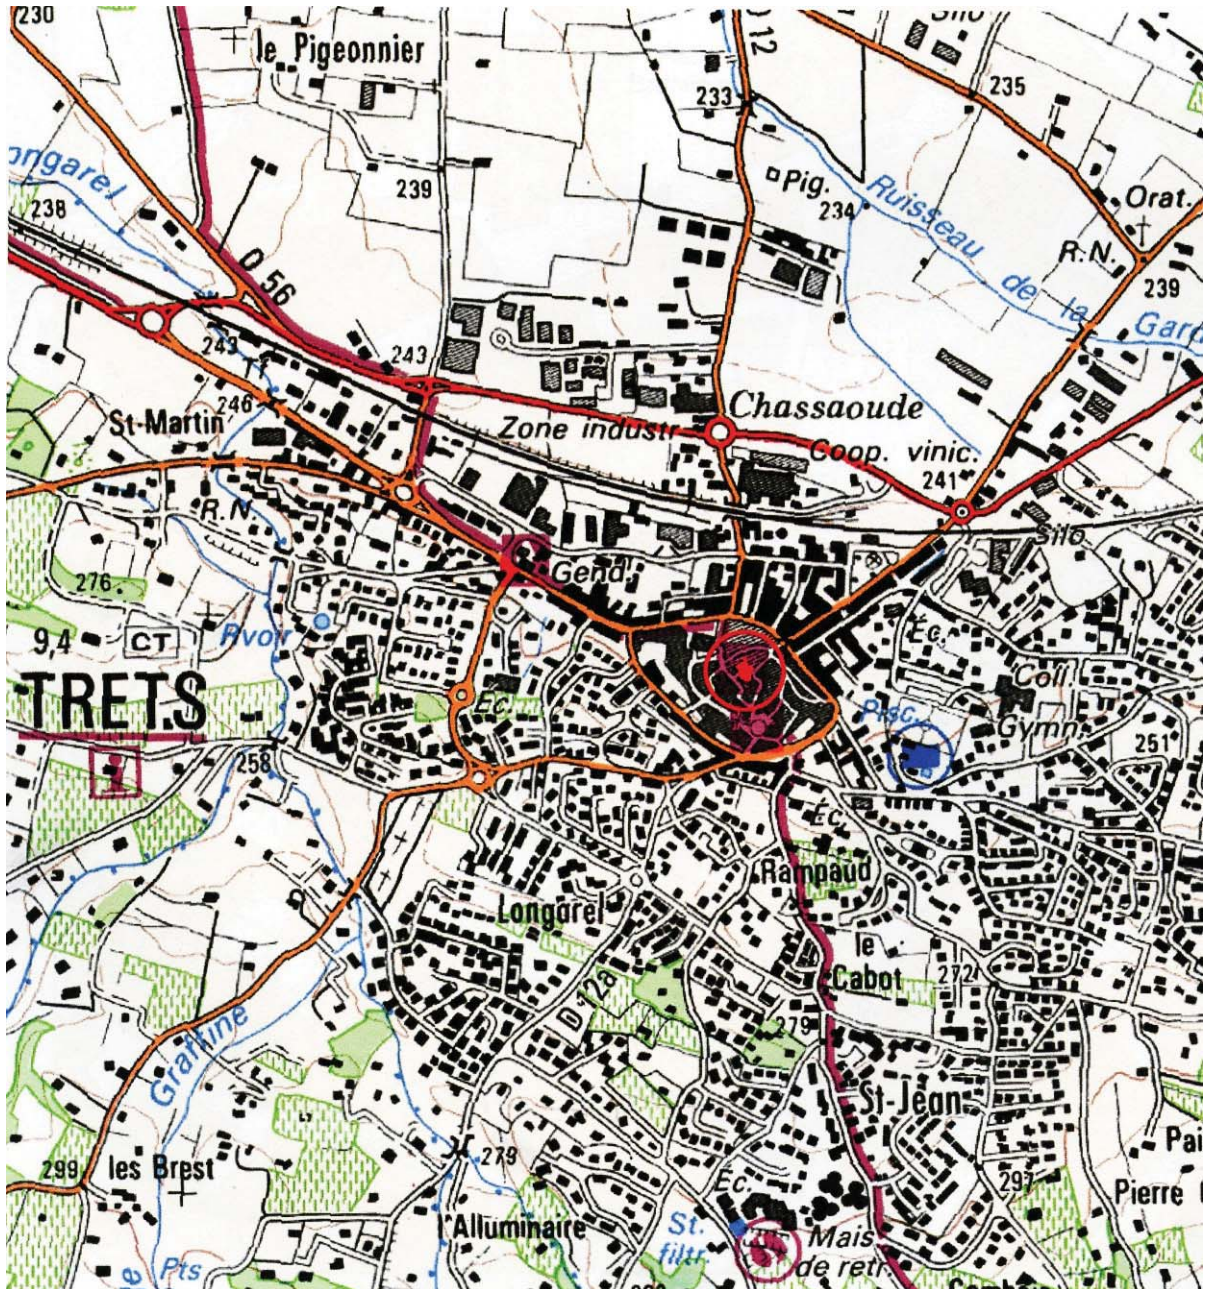 230
le Pigeonnier
Silo
D 12
233
235
ongarel
239
Pig.
234
Ruisseau de la Gard
Orat.
R.N.
238
239
D 56
243
243
Chassaoude
246
St-Martin
Zone industr
Coop. vinic.
241
R.N.
Silo
Gend.
276.
9,4
CT
Rvoir
Éc.
TRETS
Éc.
Coll.
Pisc.
Gymn.
258
251
Éc.
Rampaud
Longarel
le
Cabot
272
D 12a
279
Graffine
St-Jean
299
les Brest
279
Éc.
297
Pai
Pierre
l'Alluminaire
St.
filtr.
Mais.
de retr.
Pts